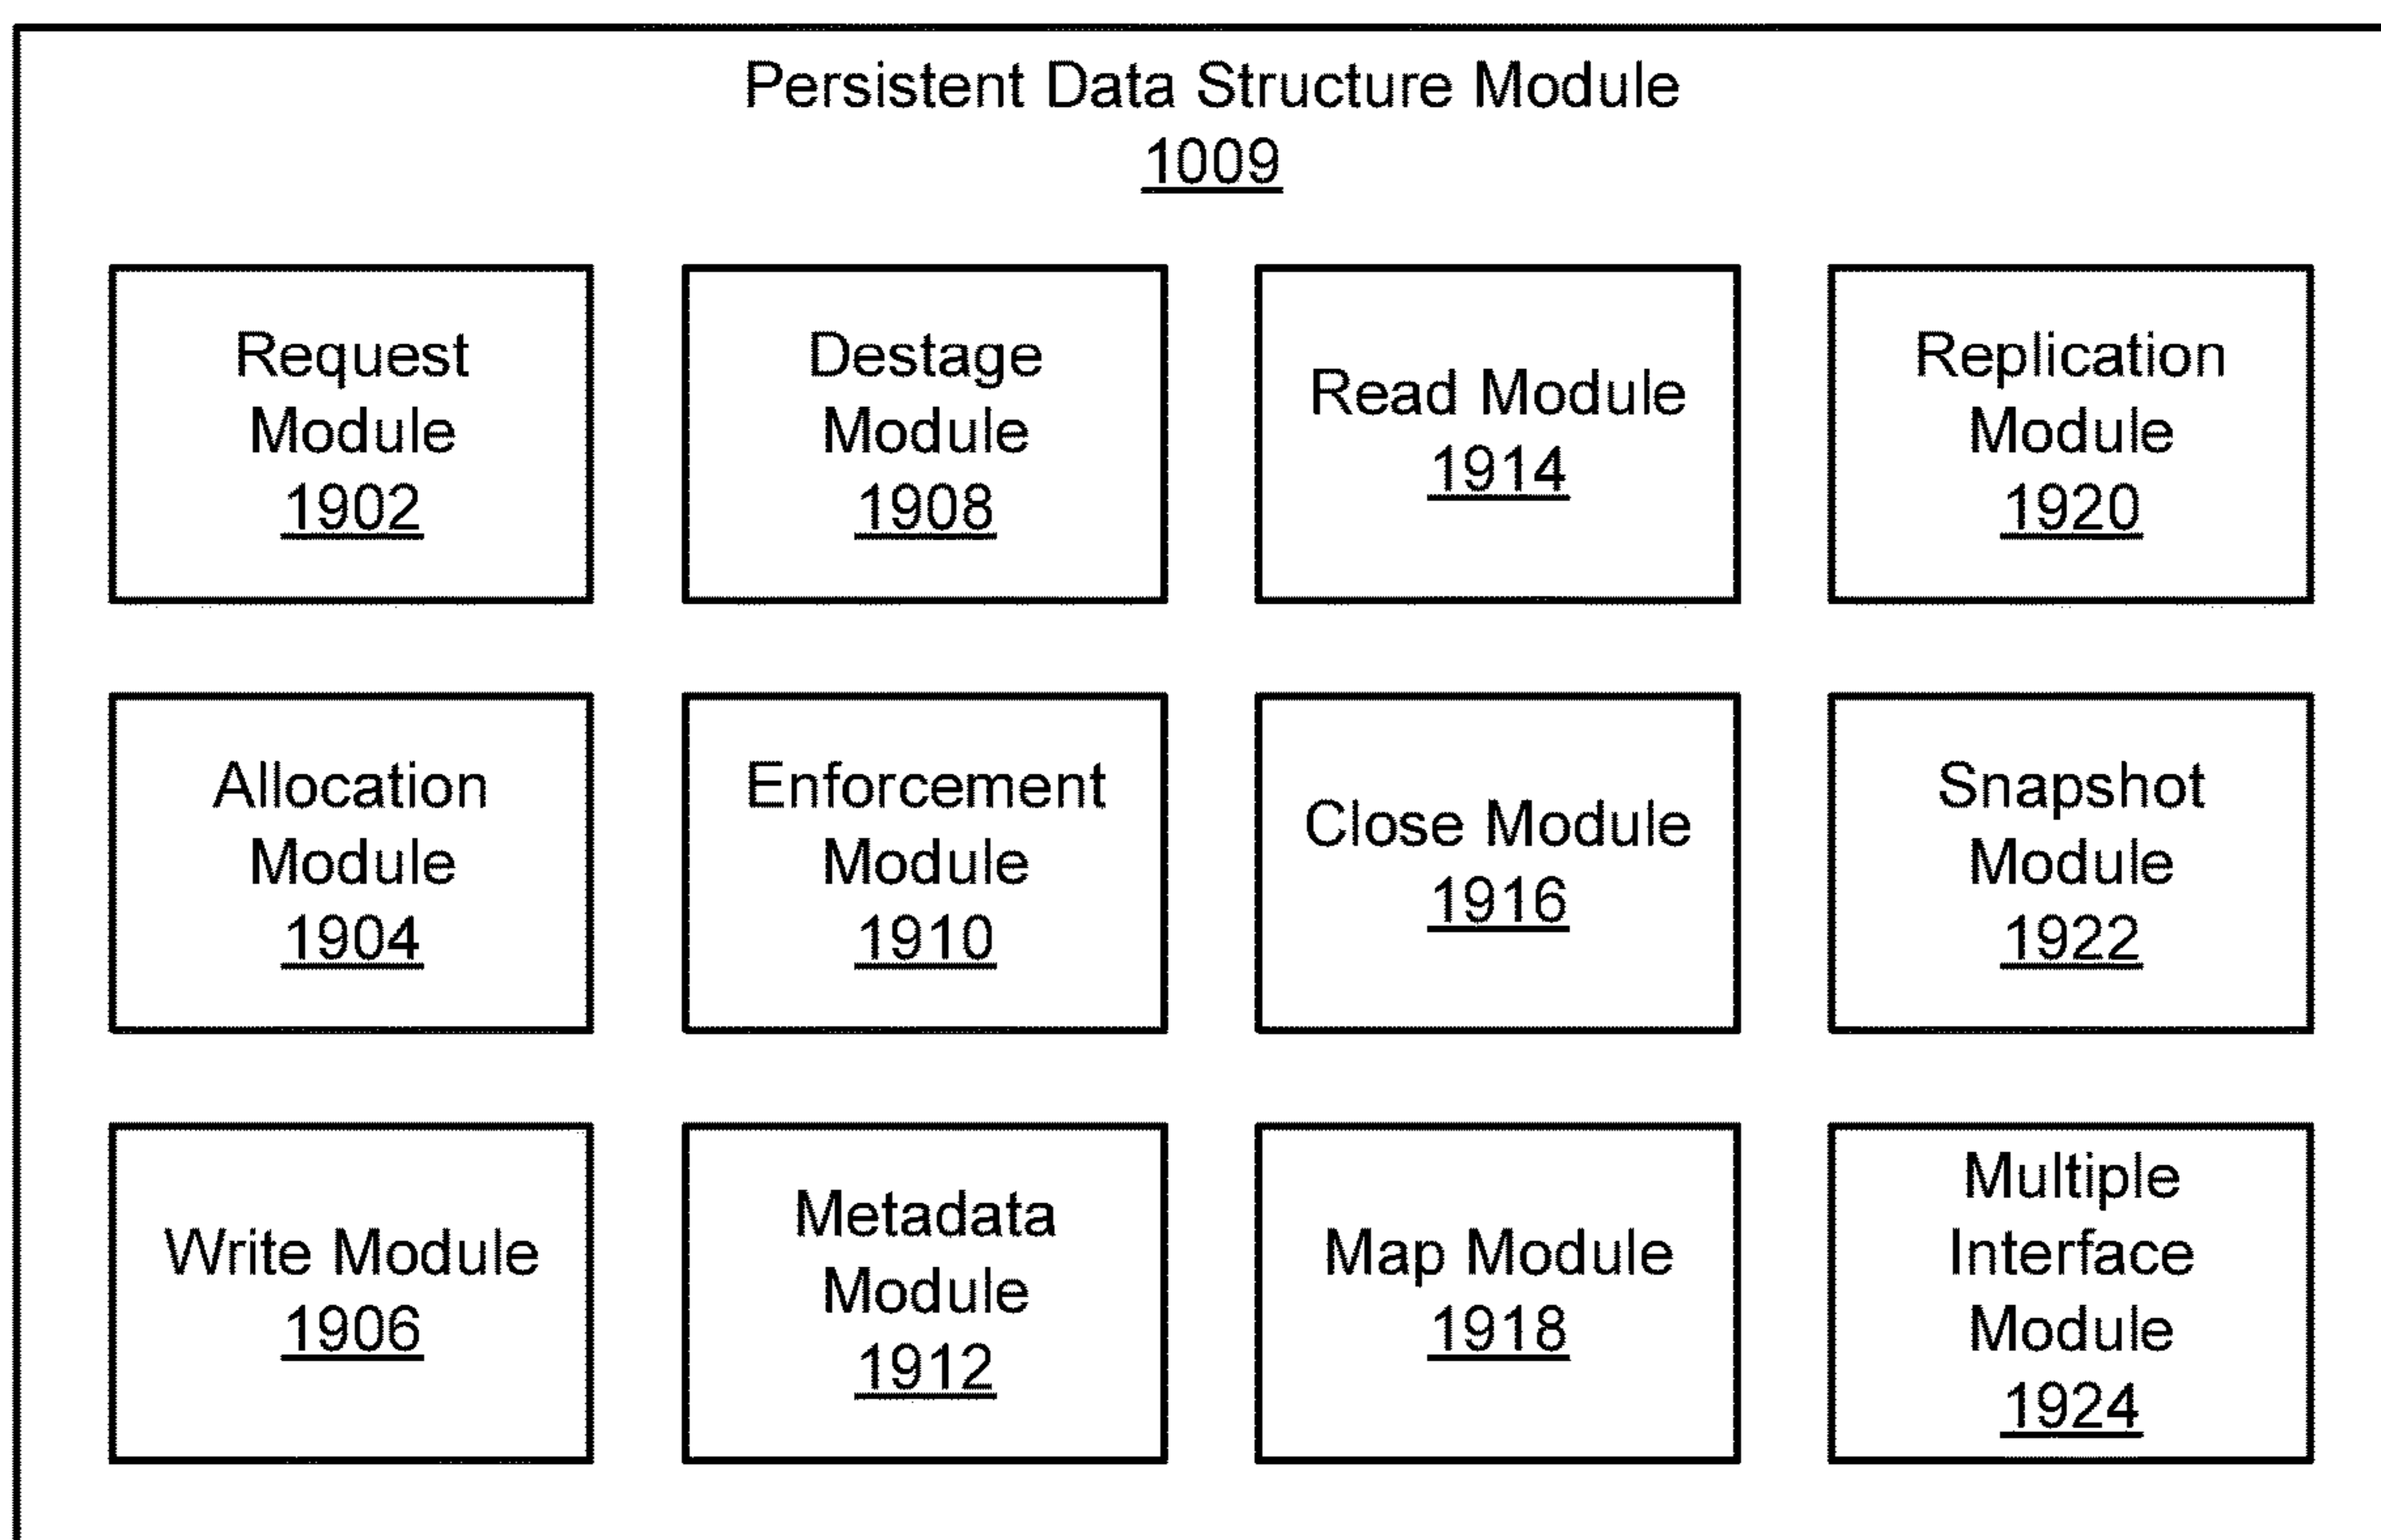 Persistent Data Structure Module
1009
Request
Module
1902
Destage
Module
1908
Read Module
1914
Replication
Module
1920
Allocation
Module
1904
Enforcement
Module
1910
Close Module
1916
Snapshot
Module
1922
Write Module
1906
Metadata
Module
1912
Map Module
1918
Multiple
Interface
Module
1924